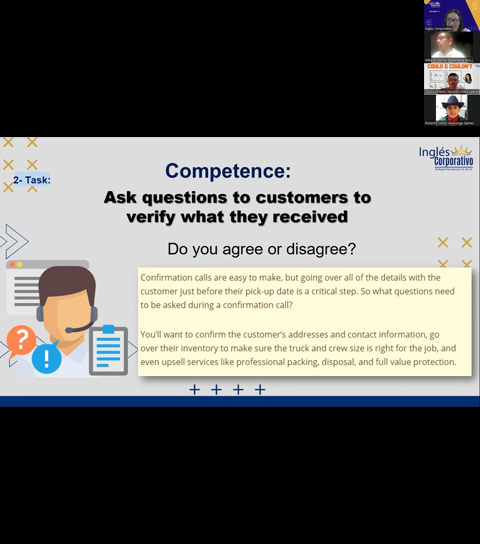 Inglés Corporativo
COULD & COULDN'T
Inglés
Corporativo
2- Task:
Competence:
Ask questions to customers to
verify what they received
Do you agree or disagree?
Confirmation calls are easy to make, but going over all of the details with the
customer just before their pick-up date is a critical step. So what questions need
to be asked during a confirmation call?
You'll want to confirm the customer's addresses and contact information, go
over their inventory to make sure the truck and crew size is right for the job, and
even upsell services like professional packing, disposal, and full value protection.